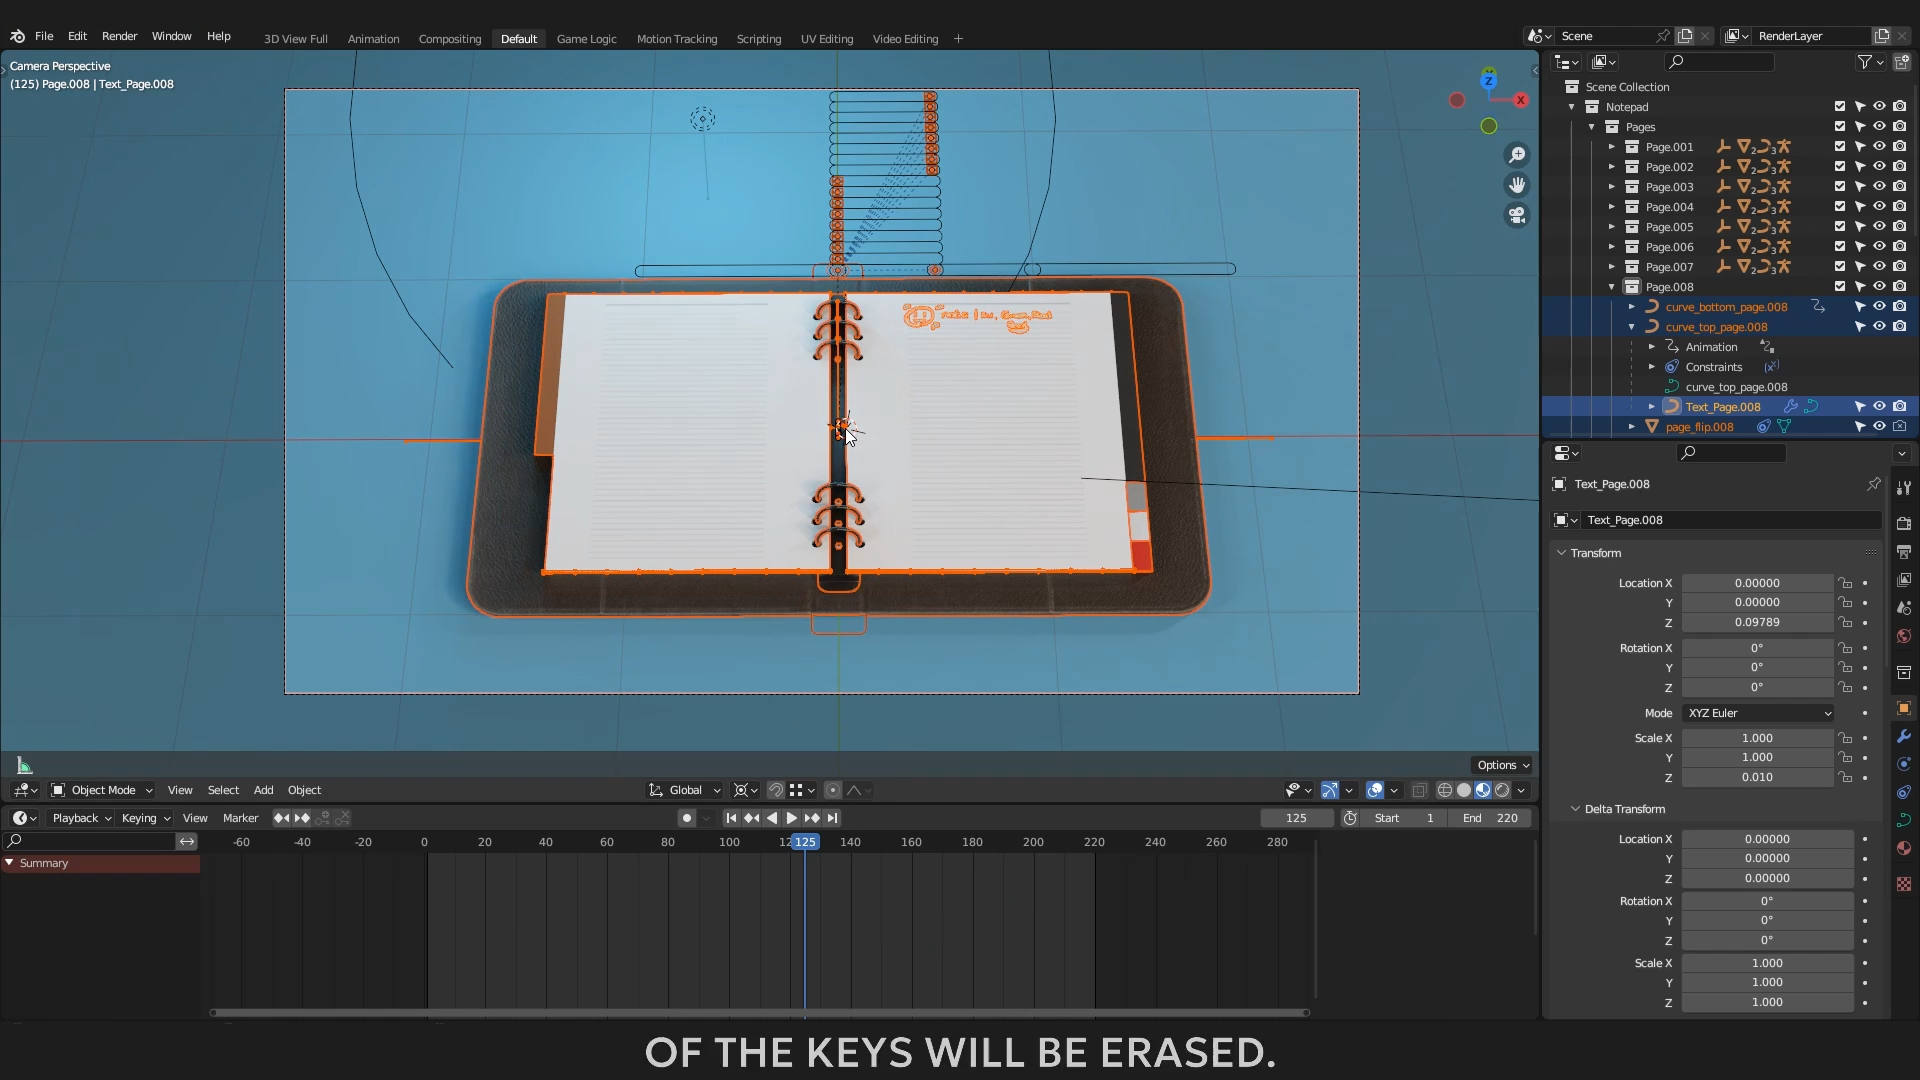 File Edit Render Window Help
3D View Full Animation Compositing Default Game Logic Motion Tracking Scripting UV Editing Video Editing +
Scene
RenderLayer
Camera Perspective
(125) Page.008 | Text_Page.008
Z
X
Scene Collection
Notepad
Pages
Page.001
Page.002
Page.003
Page.004
Page.005
Page.006
Page.007
Page.008
curve_bottom_page.008
curve_top_page.008
Animation
Constraints
curve_top_page.008
Text_Page.008
page_flip.008
Text_Page.008
Text_Page.008
Transform
Location X 0.00000
Y 0.00000
Z 0.09789
Rotation X 0°
Y 0°
Z 0°
Mode XYZ Euler
Scale X 1.000
Y 1.000
Z 0.010
Delta Transform
Location X 0.00000
Y 0.00000
Z 0.00000
Rotation X 0°
Y 0°
Z 0°
Scale X 1.000
Y 1.000
Z 1.000
Options
Object Mode View Select Add Object Global
Playback Keying View Marker 125 Start 1 End 220
-60 -40 -20 0 20 40 60 80 100 125 140 160 180 200 220 240 260 280
Summary
OF THE KEYS WILL BE ERASED.